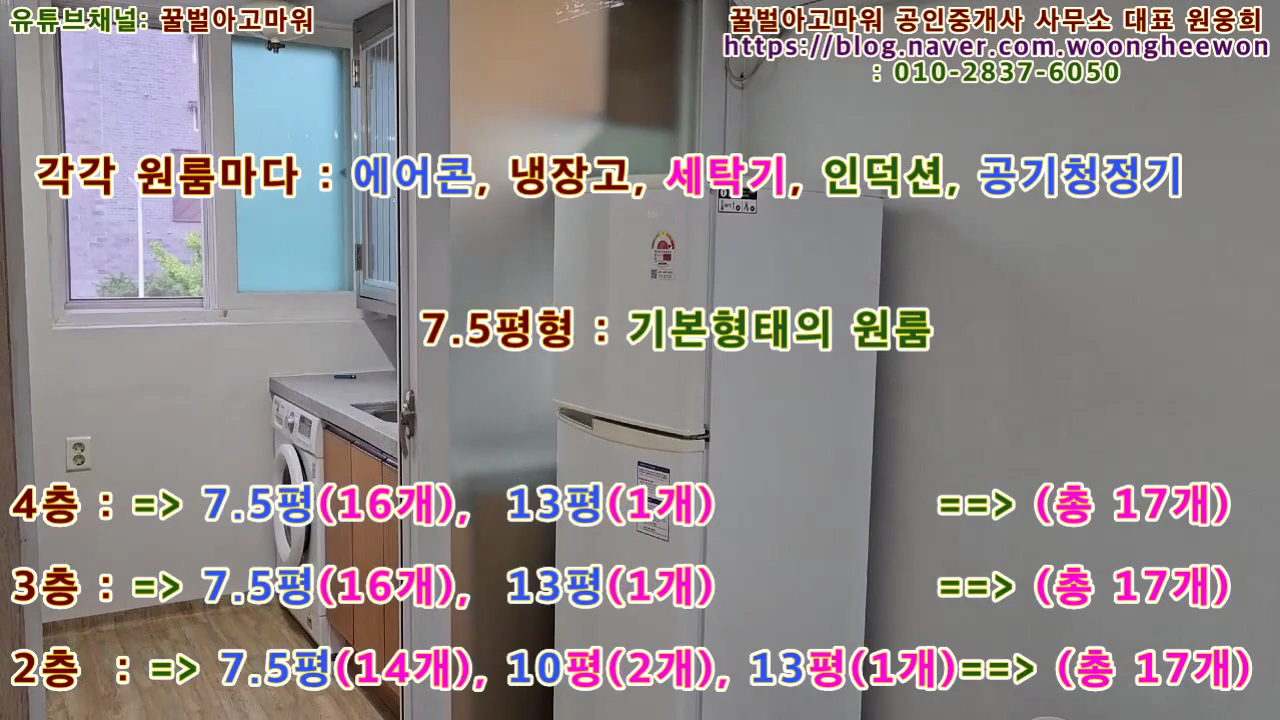 유튜브채널: 꿀벌아고마워
꿀벌아고마워 공인중개사 사무소 대표 원웅희
https://blog.naver.com.woongheewon
: 010-2837-6050
각각 원룸마다 : 에어콘, 냉장고, 세탁기, 인덕션, 공기청정기
7.5평형 : 기본형태의 원룸
4층 : => 7.5평(16개), 13평(1개) ==> (총 17개)
3층 : => 7.5평(16개), 13평(1개) ==> (총 17개)
2층 : => 7.5평(14개), 10평(2개), 13평(1개)==> (총 17개)